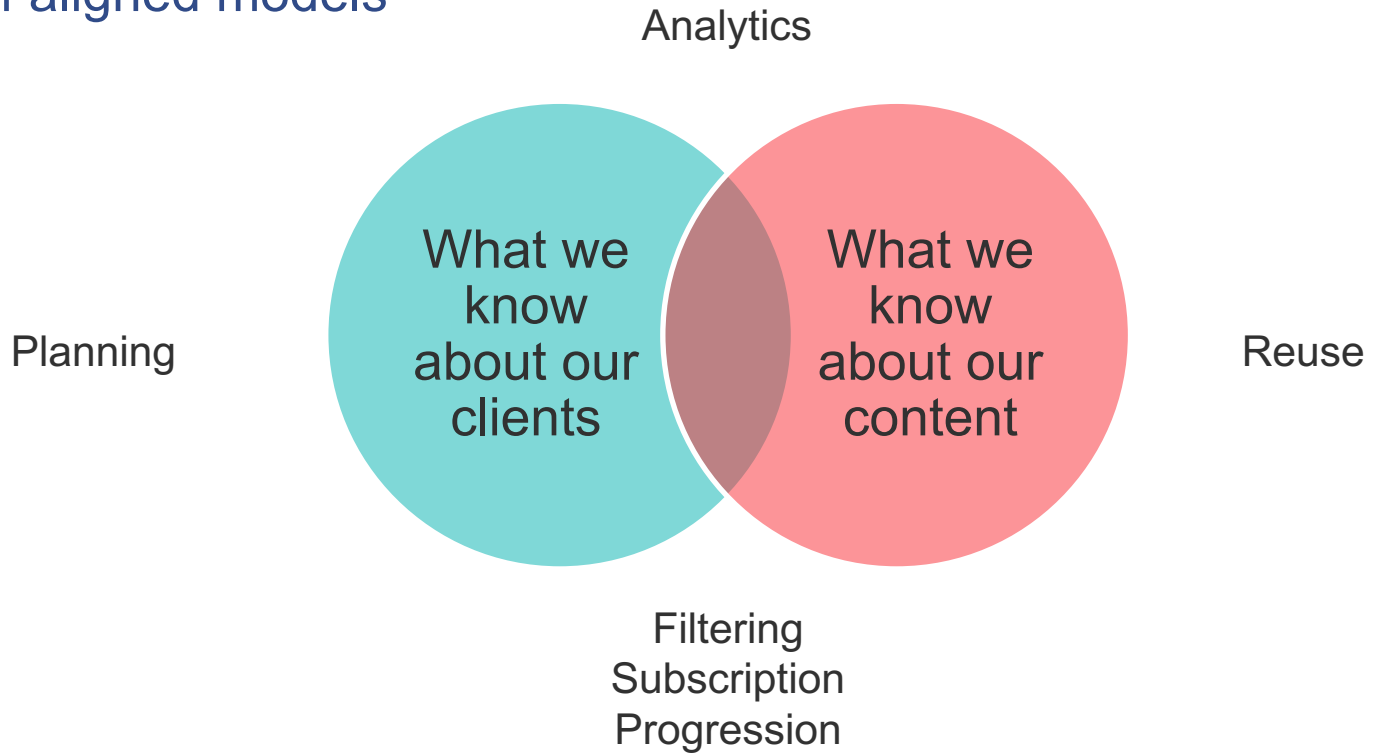 aligned models
Analytics
What we
know
about our
clients
What we
know
about our
content
Planning
Reuse
Filtering
Subscription
Progression